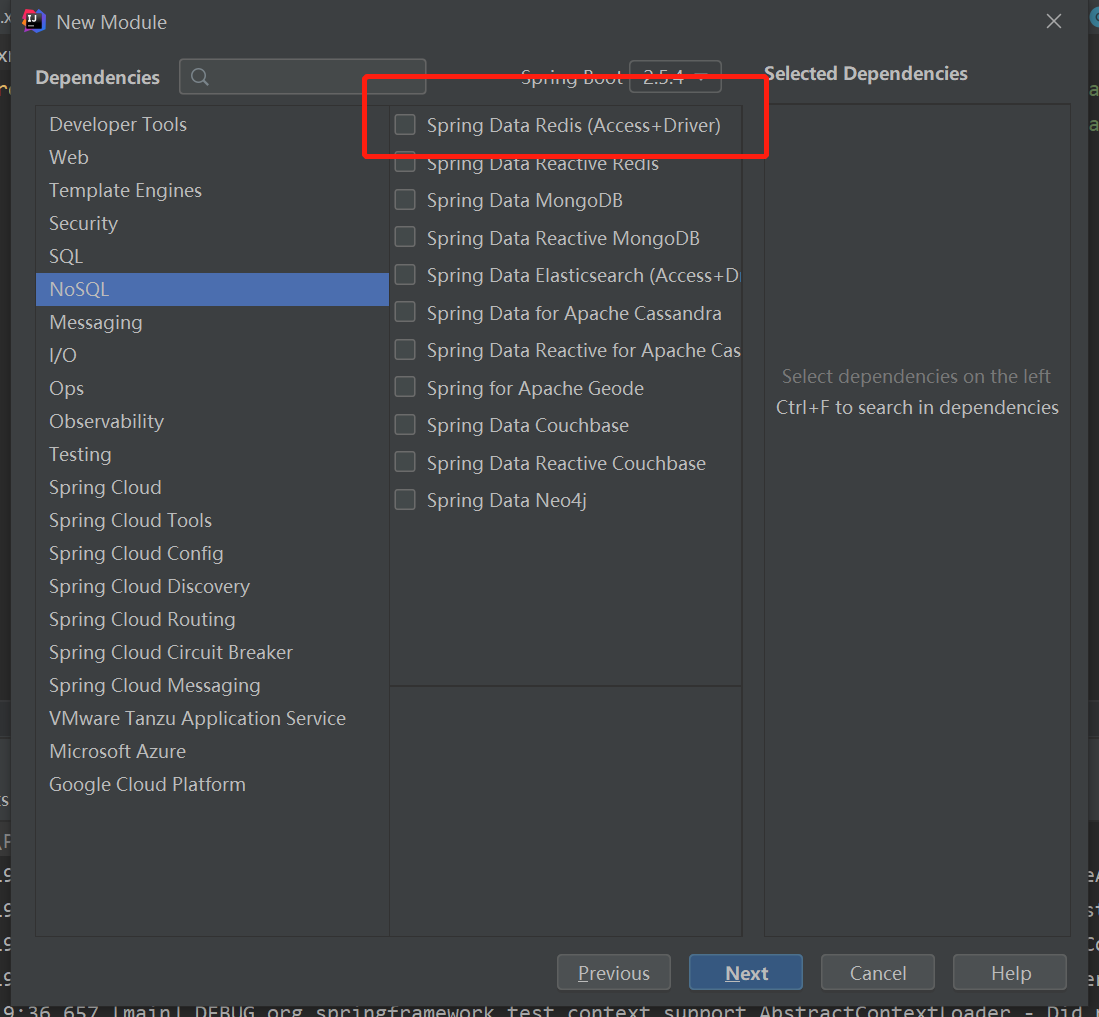 New Module
Dependencies
Spring Boot 2.5.4
Selected Dependencies
Developer Tools
Web
Template Engines
Security
SQL
NoSQL
Messaging
I/O
Ops
Observability
Testing
Spring Cloud
Spring Cloud Tools
Spring Cloud Config
Spring Cloud Discovery
Spring Cloud Routing
Spring Cloud Circuit Breaker
Spring Cloud Messaging
VMware Tanzu Application Service
Microsoft Azure
Google Cloud Platform
Spring Data Redis (Access+Driver)
Spring Data Reactive Redis
Spring Data MongoDB
Spring Data Reactive MongoDB
Spring Data Elasticsearch (Access+D
Spring Data for Apache Cassandra
Spring Data Reactive for Apache Cas
Spring for Apache Geode
Spring Data Couchbase
Spring Data Reactive Couchbase
Spring Data Neo4j
Select dependencies on the left
Ctrl+F to search in dependencies
Previous
Next
Cancel
Help
9:36.657 [main] DEBUG org.springframework.test.context.support.AbstractContextLoader - Did